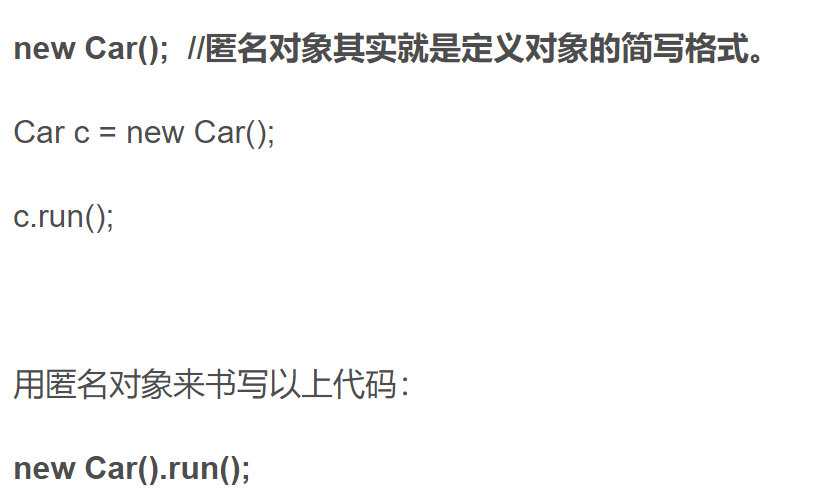 new Car();  //匿名对象其实就是定义对象的简写格式。
Car c = new Car();
c.run();
用匿名对象来书写以上代码：
new Car().run();